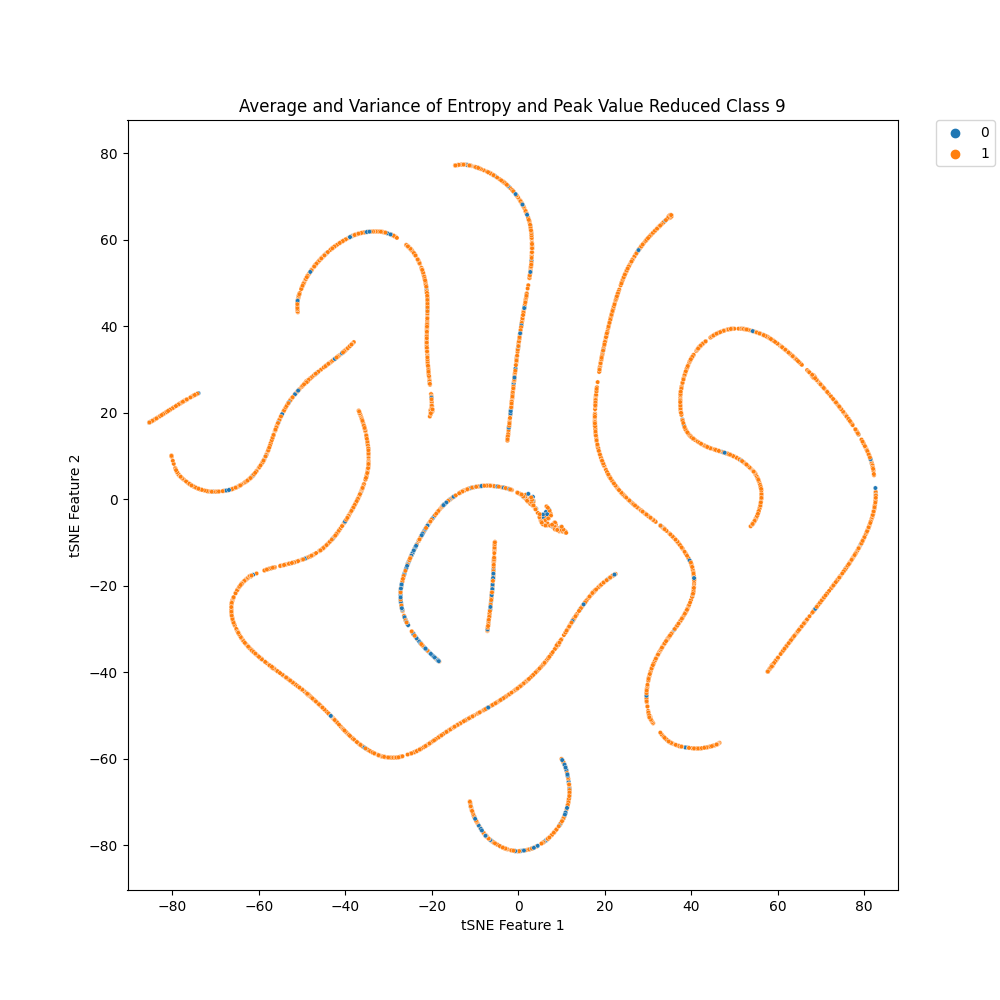 Average and Variance of Entropy and Peak Value Reduced Class 9
0
1
80
60
40
20
0
−20
−40
−60
−80
tSNE Feature 2
−80 −60 −40 −20 0 20 40 60 80
tSNE Feature 1